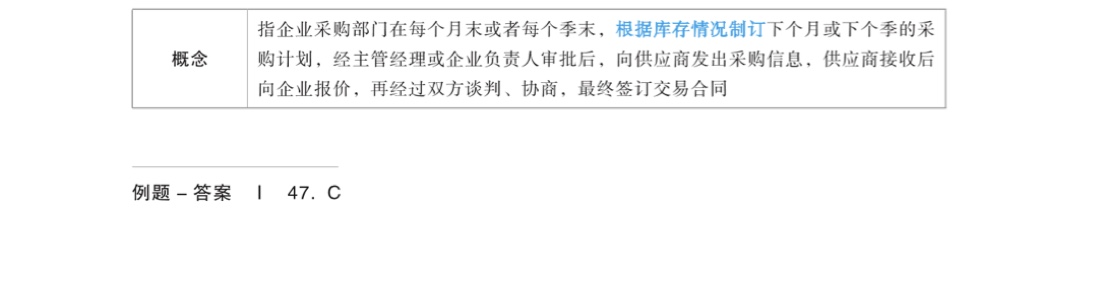 指企业采购部门在每个月末或者每个季末，根据库存情况制订下个月或下个季的采
概念
购计划，经主管经理或企业负责人审批后，向供应商发出采购信息，供应商接收后
向企业报价，再经过双方谈判、协商，最终签订交易合同
例题－答案 | 47. C